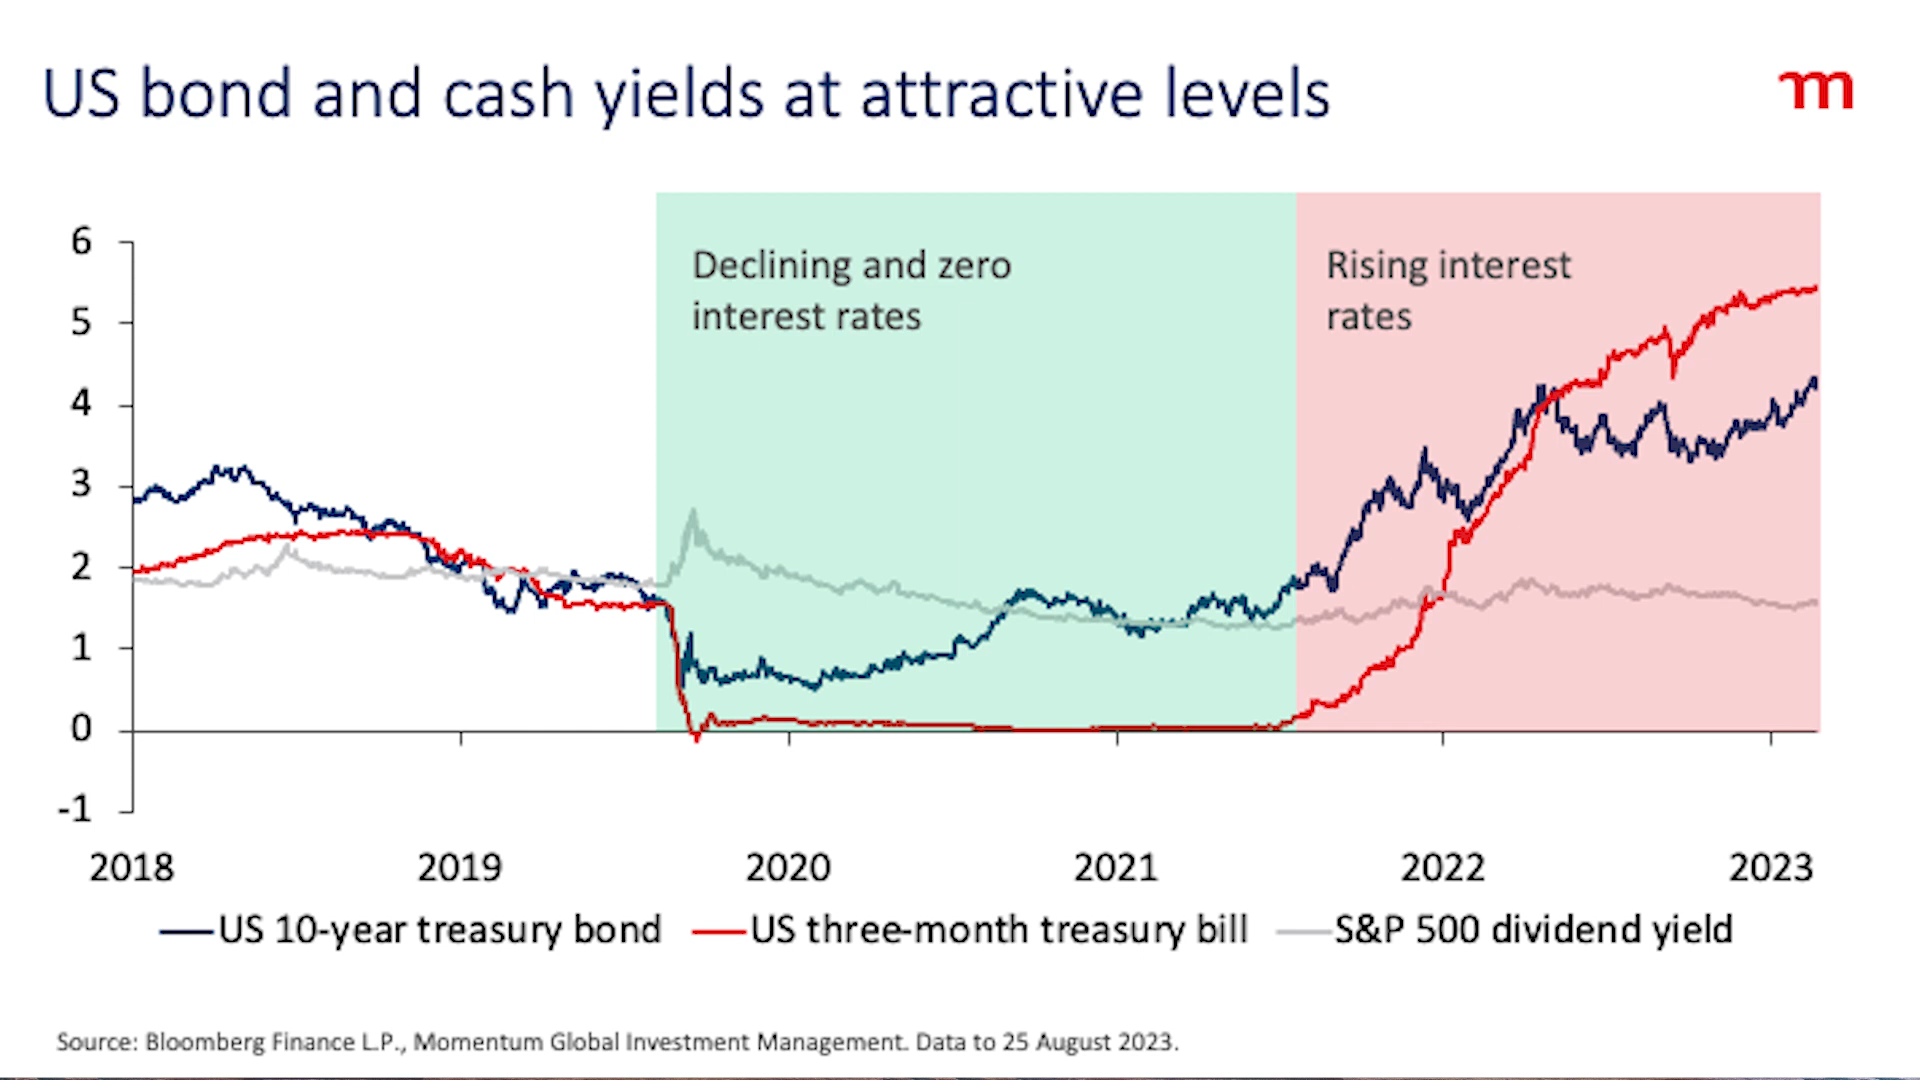 US bond and cash yields at attractive levels
m
Declining and zero
interest rates
Rising interest
rates
6
5
4
3
2
1
0
-1
2018
2019
2020
2021
2022
2023
US 10-year treasury bond
US three-month treasury bill
S&P 500 dividend yield
Source: Bloomberg Finance L.P., Momentum Global Investment Management. Data to 25 August 2023.